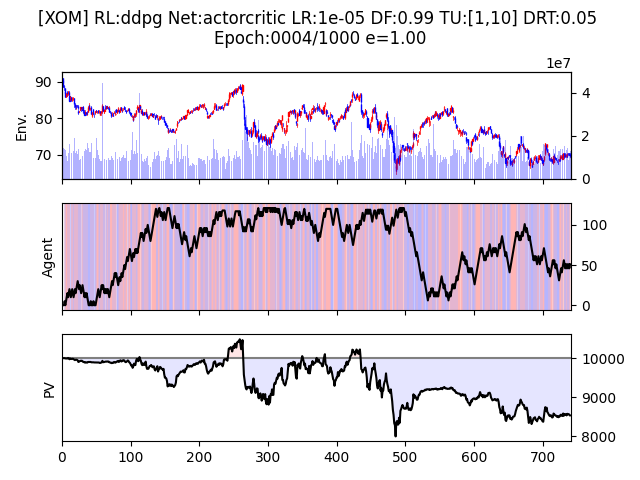 [XOM] RL:ddpg Net:actorcritic LR:1e-05 DF:0.99 TU:[1,10] DRT:0.05
Epoch:0004/1000 e=1.00
1e7
Env.
90
80
70
4
2
0
Agent
100
50
0
PV
10000
9000
8000
0 100 200 300 400 500 600 700